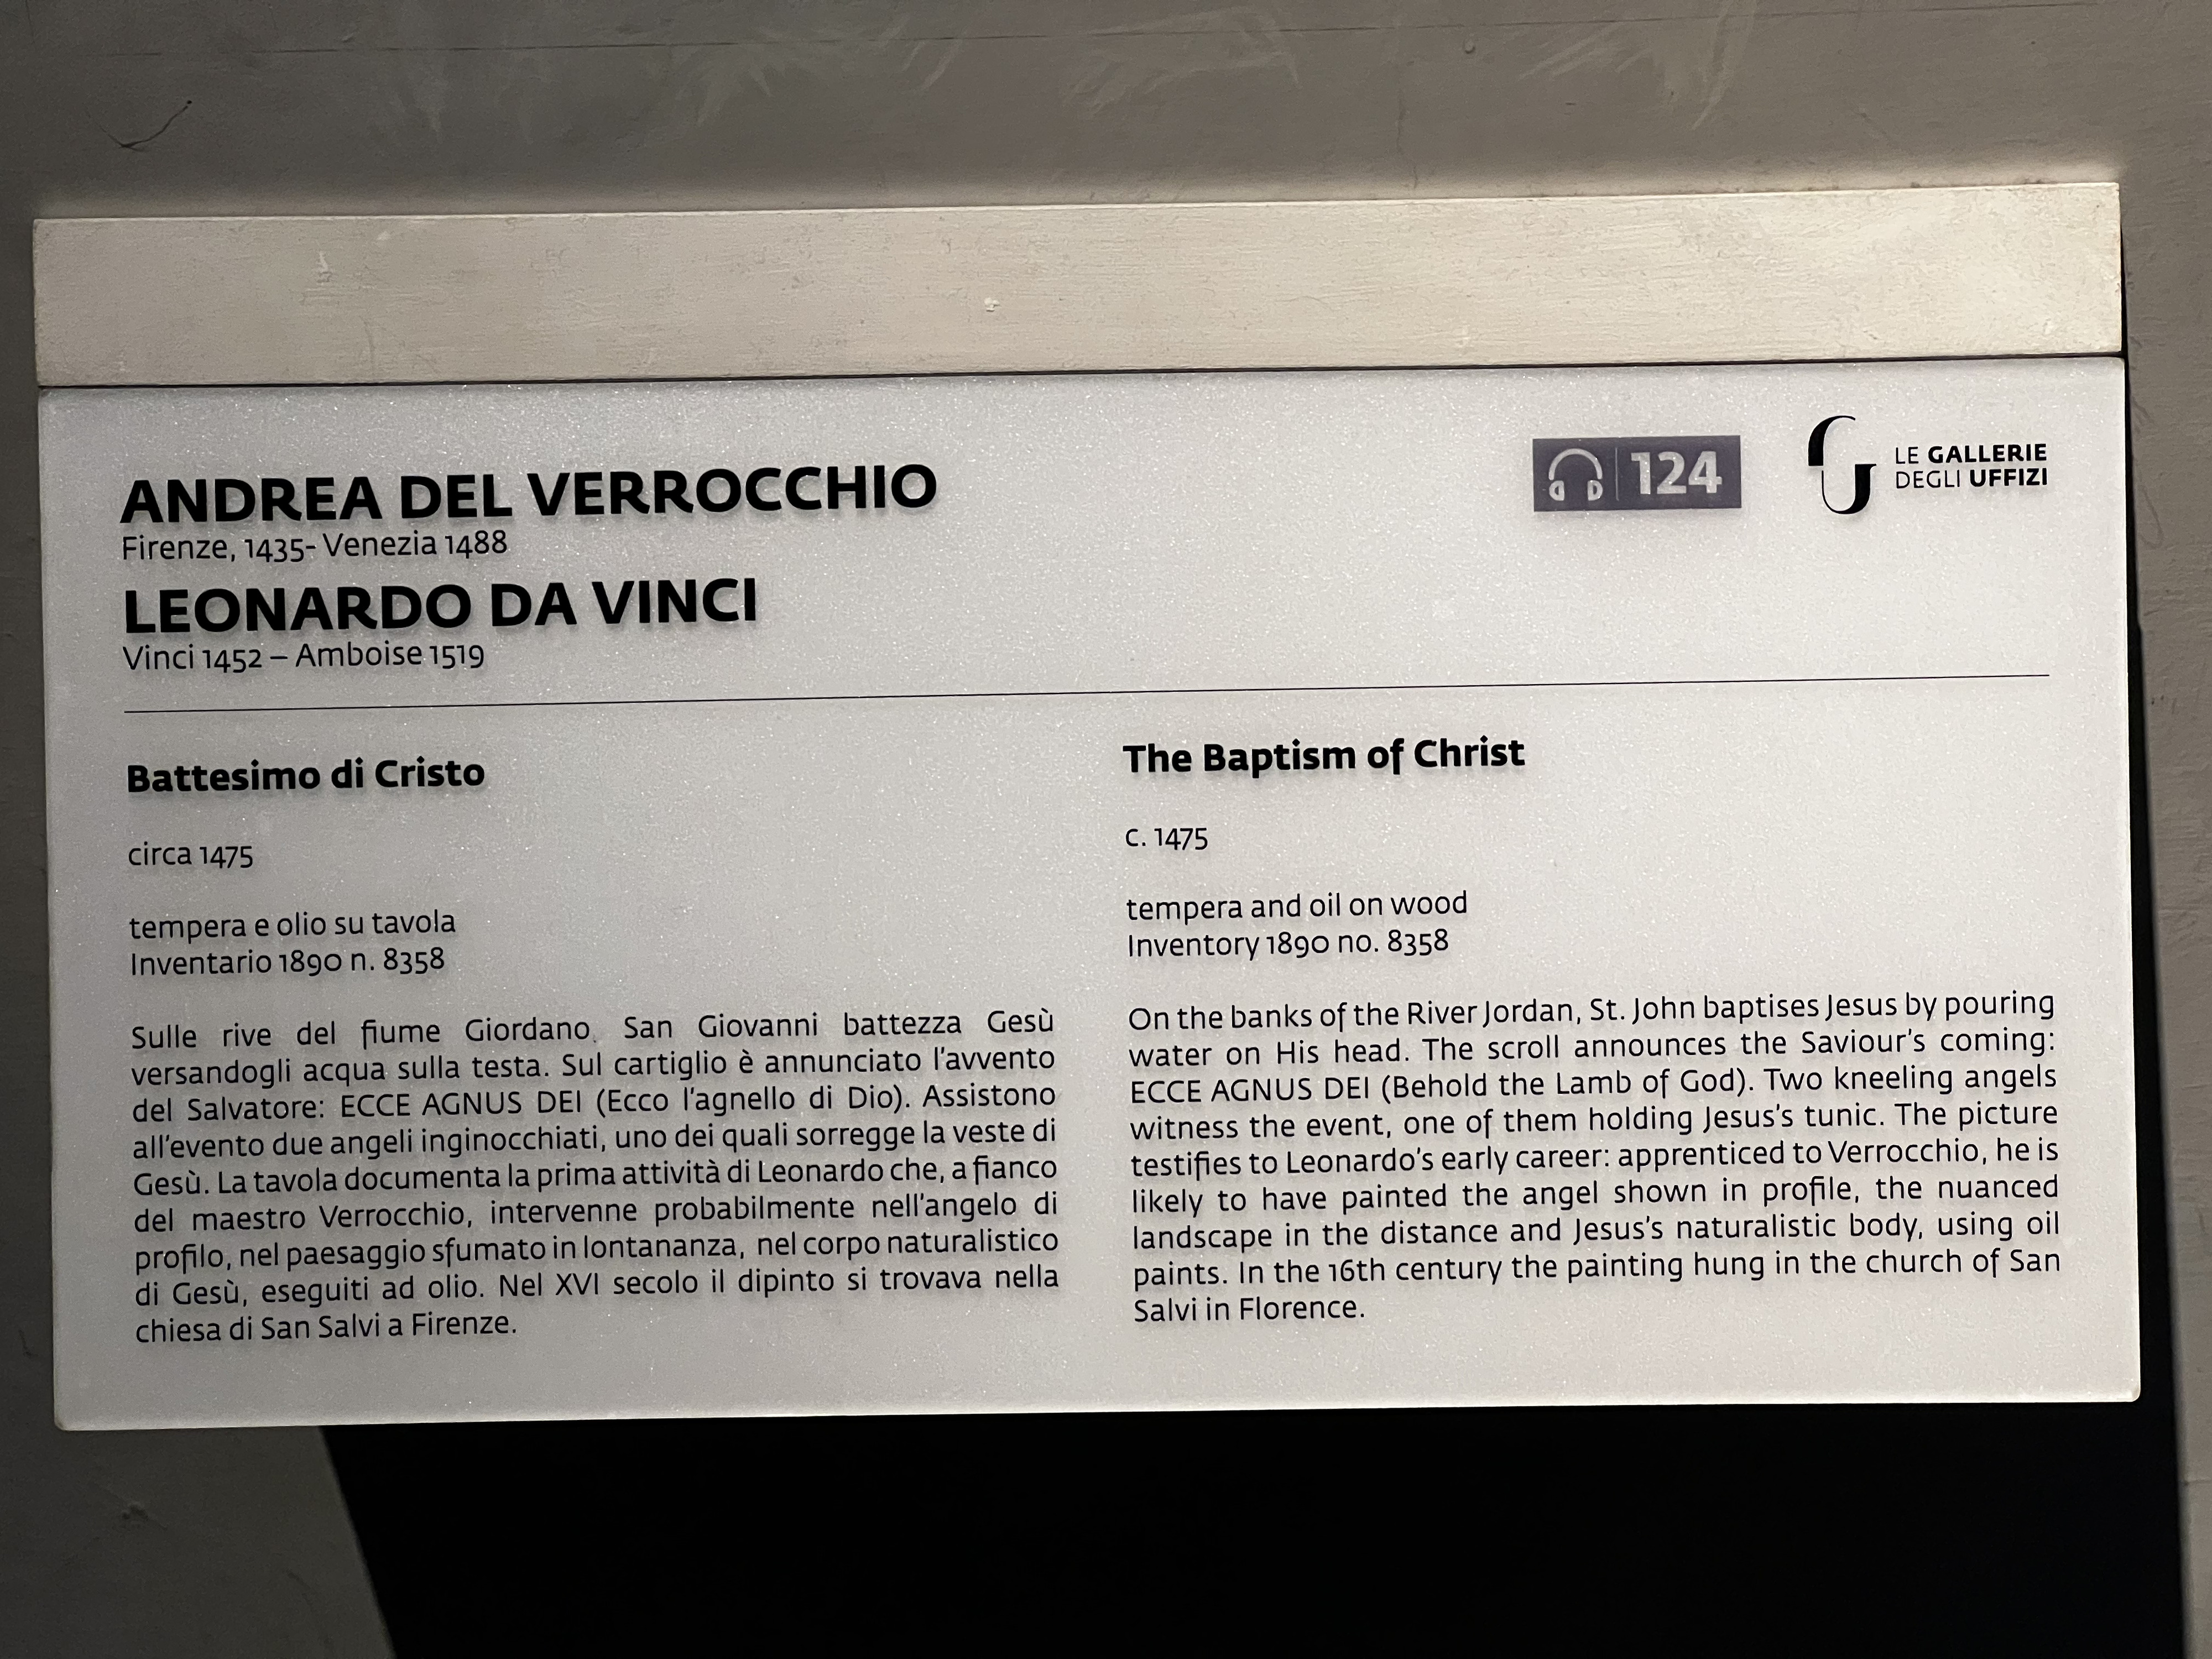 ANDREA DEL VERROCCHIO
Firenze, 1435- Venezia 1488
LEONARDO DA VINCI
Vinci 1452 – Amboise 1519
124
LE GALLERIE
DEGLI UFFIZI
Battesimo di Cristo
circa 1475
tempera e olio su tavola
Inventario 1890 n. 8358
Sulle rive del fiume Giordano, San Giovanni battezza Gesù
versandogli acqua sulla testa. Sul cartiglio è annunciato l'avvento
del Salvatore: ECCE AGNUS DEI (Ecco l'agnello di Dio). Assistono
all'evento due angeli inginocchiati, uno dei quali sorregge la veste di
Gesù. La tavola documenta la prima attività di Leonardo che, a fianco
del maestro Verrocchio, intervenne probabilmente nell'angelo di
profilo, nel paesaggio sfumato in lontananza, nel corpo naturalistico
di Gesù, eseguiti ad olio. Nel XVI secolo il dipinto si trovava nella
chiesa di San Salvi a Firenze.
The Baptism of Christ
c. 1475
tempera and oil on wood
Inventory 1890 no. 8358
On the banks of the River Jordan, St. John baptises Jesus by pouring
water on His head. The scroll announces the Saviour's coming:
ECCE AGNUS DEI (Behold the Lamb of God). Two kneeling angels
witness the event, one of them holding Jesus's tunic. The picture
testifies to Leonardo's early career: apprenticed to Verrocchio, he is
likely to have painted the angel shown in profile, the nuanced
landscape in the distance and Jesus's naturalistic body, using oil
paints. In the 16th century the painting hung in the church of San
Salvi in Florence.